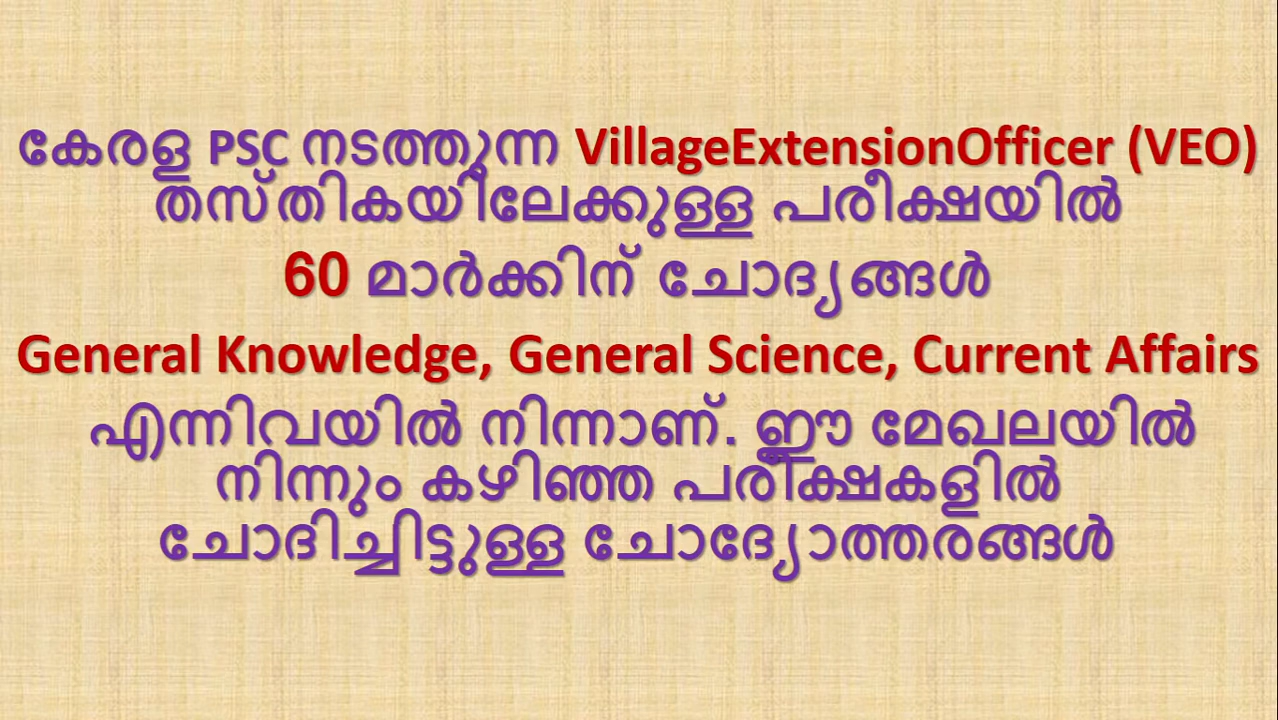 കേരള PSC നടത്തുന്ന VillageExtensionOfficer (VEO)
തസ്തികയിലേക്കുള്ള പരീക്ഷയിൽ
60 മാർക്കിന് ചോദ്യങ്ങൾ
General Knowledge, General Science, Current Affairs
എന്നിവയിൽ നിന്നാണ്. ഈ മേഖലയിൽ
നിന്നും കഴിഞ്ഞ പരീക്ഷകളിൽ
ചോദിച്ചിട്ടുള്ള ചോദ്യോത്തരങ്ങൾ